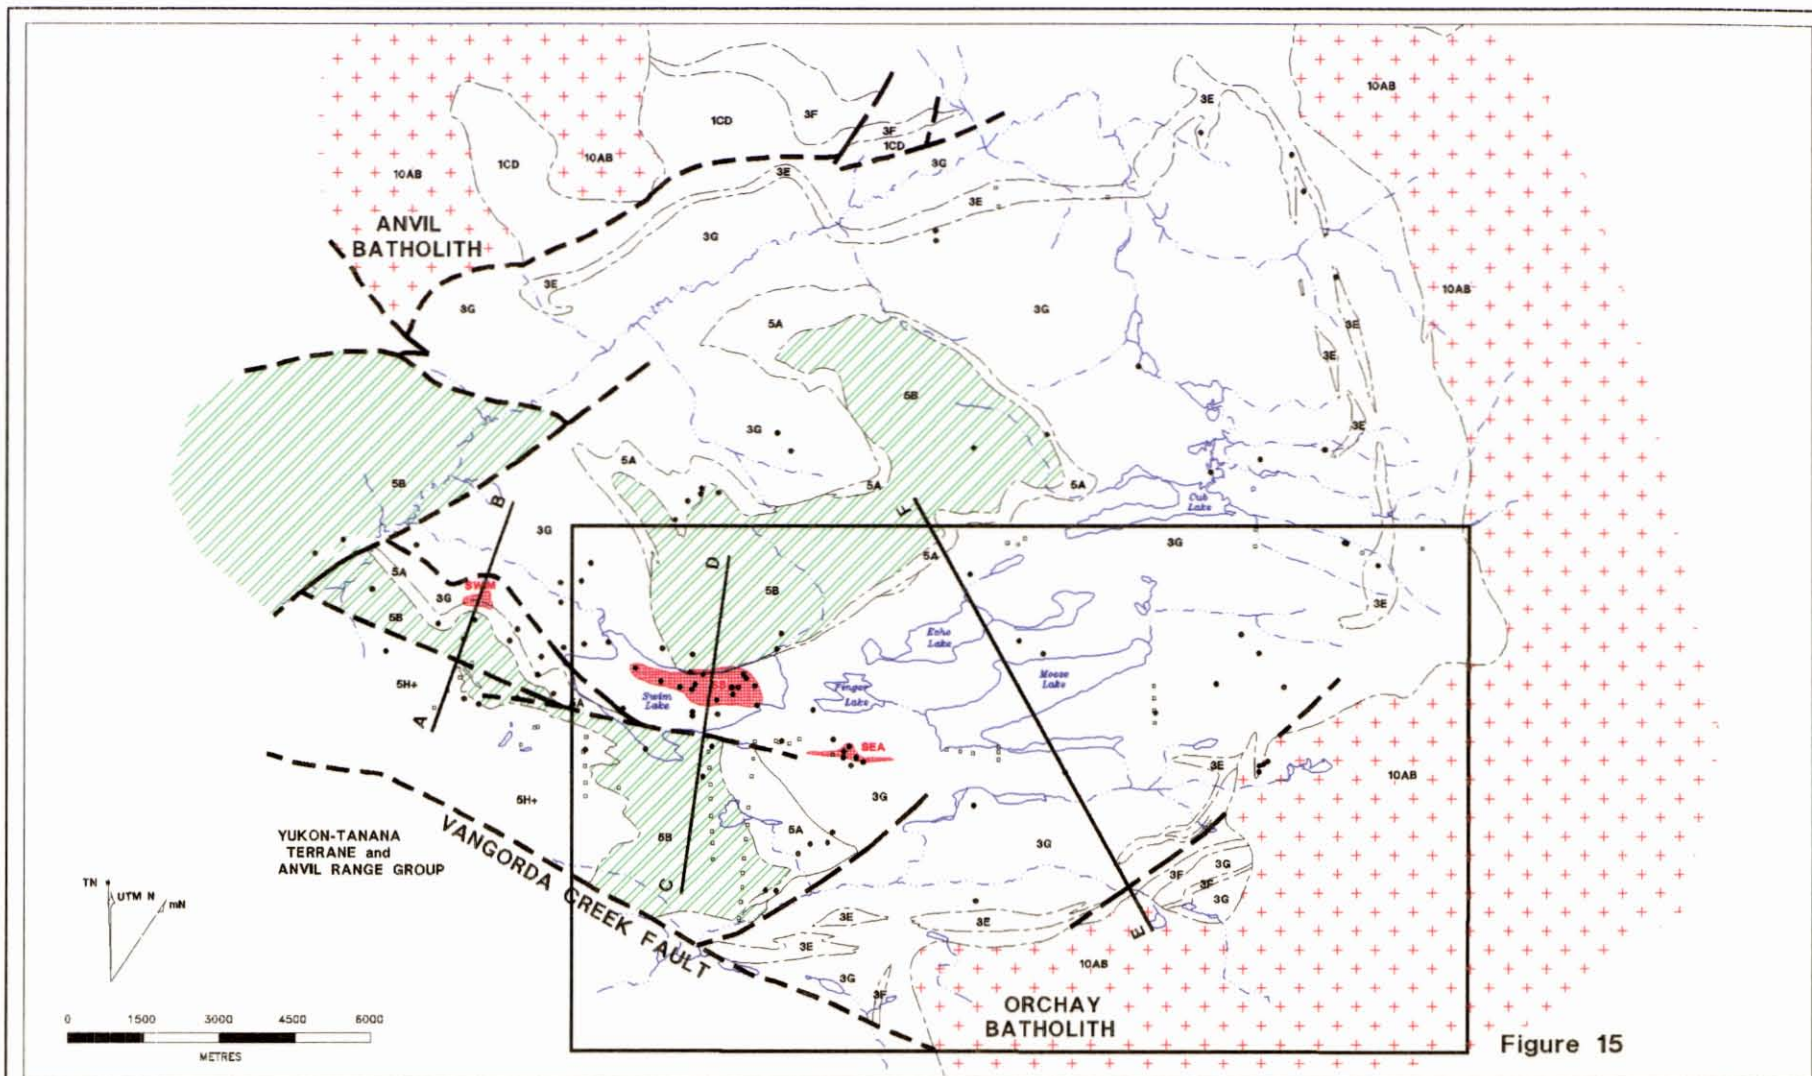 10AB
3E
1CD
3F
3F
1CD
10AB
1CD
3G
10AB
3E
3E
ANVIL
BATHOLITH
3G
3E
3G
10AB
3G
5A
3E
3E
5B
3E
3G
5A
5B
5A
5A
B
F
Cub
Lake
3G
3G
5A
5A
D
SWIM
3G
5B
5B
3E
Echo
Lake
Moose
Lake
Finger
Lake
Swim
Lake
5H+
A
SEA
3E
10AB
3G
5H+
YUKON-TANANA
TERRANE and
ANVIL RANGE GROUP
VANGORDA CREEK FAULT
5B
5A
3G
3G
3F
3F
3G
C
TN
UTM N
mN
3E
3E
3E
E
10AB
3G
3F
ORCHAY
BATHOLITH
0 1500 3000 4500 6000
METRES
Figure 15